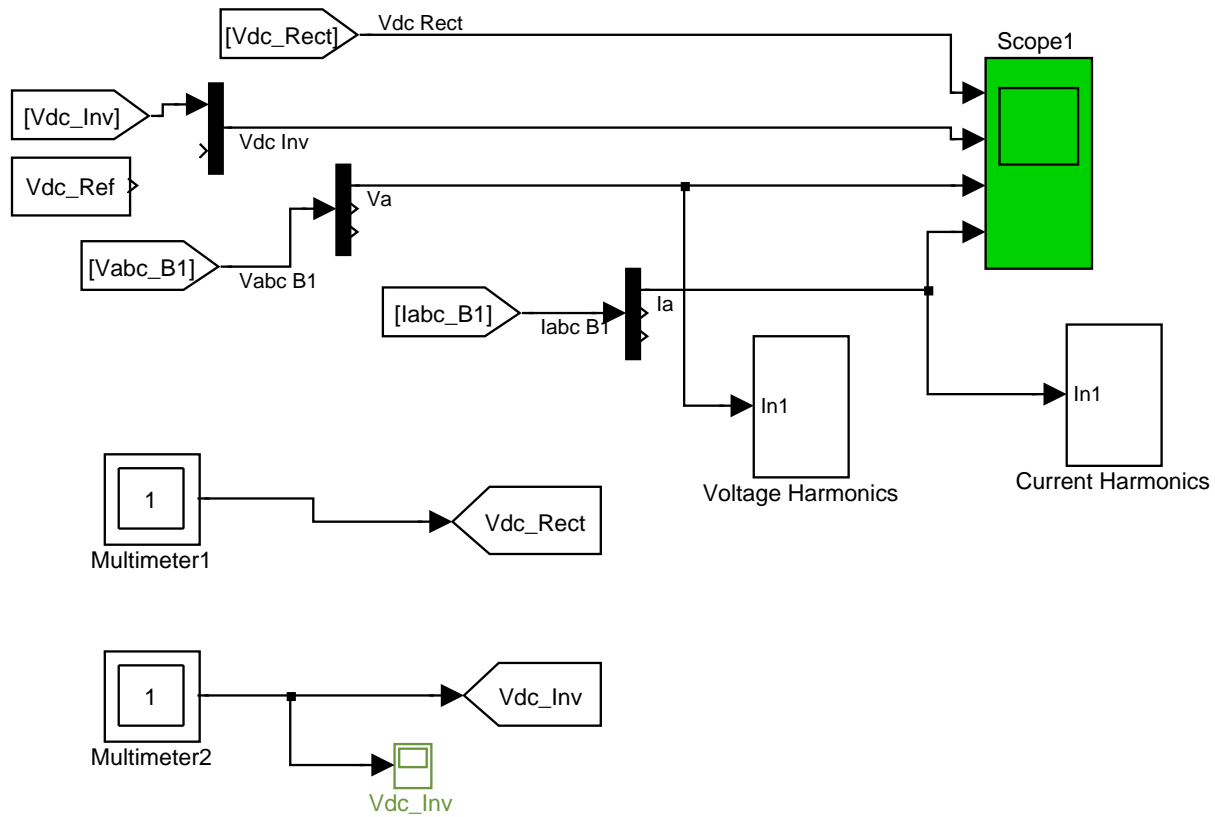 [Vdc_Rect]
Vdc Rect
Scope1
[Vdc_Inv]
Vdc Inv
Vdc_Ref
Va
[Vabc_B1]
Vabc B1
[Iabc_B1]
Iabc B1
Ia
In1
Voltage Harmonics
In1
Current Harmonics
1
Multimeter1
Vdc_Rect
1
Multimeter2
Vdc_Inv
Vdc_Inv